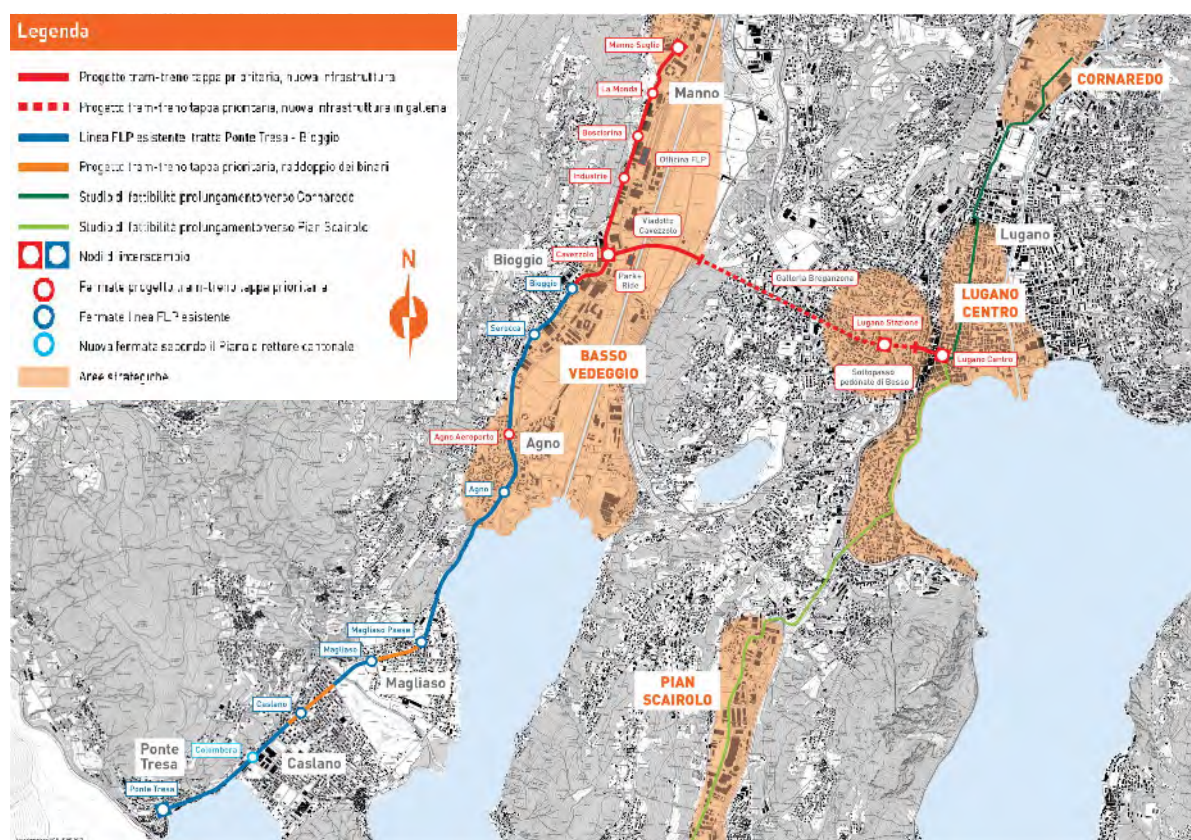 Legenda
Progetto tram-treno tappa prioritaria, nuova infrastruttura
Progetto tram-treno tappa prioritaria, nuova infrastruttura in galleria
Linea FLP esistente, tratta Ponte Tresa - Bioggio
Progetto tram-treno tappa prioritaria, raddoppio dei binari
Studio di fattibilità prolungamento verso Cornaredo
Studio di fattibilità prolungamento verso Pian Scairolo
Nodi di interscambio
Fermate progetto tram-treno tappa prioritaria
Fermate linea FLP esistente
Nuova fermata secondo il Piano direttore cantonale
Aree strategiche
N
Manno Suglio
La Monda
Manno
Bosciorina
Officina FLP
Industrie
Viadotto
Cavezzolo
Cavezzolo
Bioggio
Park+
Ride
Bioggio
Serocca
BASSO
VEDEGGIO
Agno Aeroporto
Agno
Agno
Galleria Breganzona
Lugano Stazione
Sottopasso
pedonale di Besso
Lugano Centro
LUGANO
CENTRO
Lugano
CORNAREDO
Magliaso Paese
Magliaso
Magliaso
Caslano
Colombera
Caslano
Ponte
Tresa
Ponte Tresa
PIAN
SCAIROLO